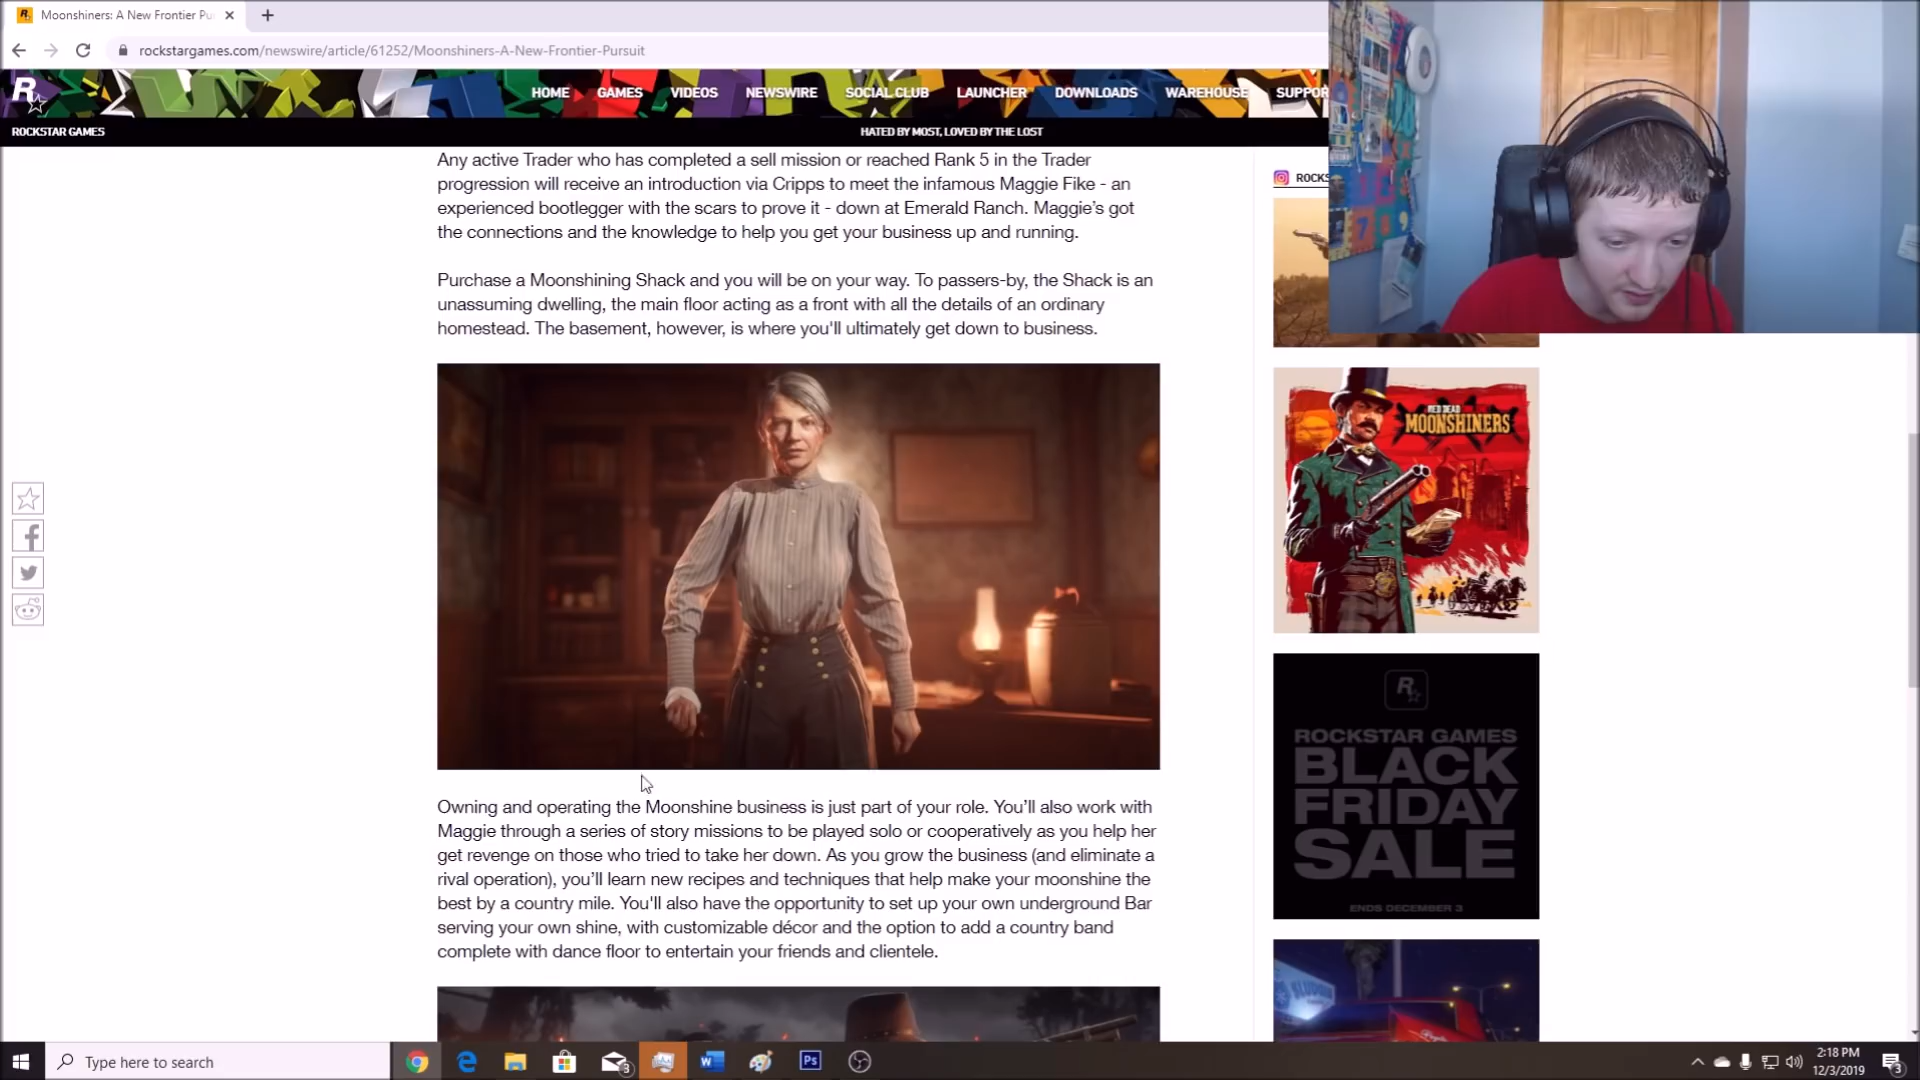 Moonshiners: A New Frontier Pu
rockstargames.com/newswire/article/61252/Moonshiners-A-New-Frontier-Pursuit
HOME GAMES VIDEOS NEWSWIRE SOCIAL CLUB LAUNCHER DOWNLOADS WAREHOUSE SUPPOR
ROCKSTAR GAMES
HATED BY MOST, LOVED BY THE LOST
Any active Trader who has completed a sell mission or reached Rank 5 in the Trader
progression will receive an introduction via Cripps to meet the infamous Maggie Fike - an
experienced bootlegger with the scars to prove it - down at Emerald Ranch. Maggie's got
the connections and the knowledge to help you get your business up and running.
Purchase a Moonshining Shack and you will be on your way. To passers-by, the Shack is an
unassuming dwelling, the main floor acting as a front with all the details of an ordinary
homestead. The basement, however, is where you'll ultimately get down to business.
Owning and operating the Moonshine business is just part of your role. You'll also work with
Maggie through a series of story missions to be played solo or cooperatively as you help her
get revenge on those who tried to take her down. As you grow the business (and eliminate a
rival operation), you'll learn new recipes and techniques that help make your moonshine the
best by a country mile. You'll also have the opportunity to set up your own underground Bar
serving your own shine, with customizable décor and the option to add a country band
complete with dance floor to entertain your friends and clientele.
ROCKS
RED DEAD
MOONSHINERS
R
ROCKSTAR GAMES
BLACK
FRIDAY
SALE
ENDS DECEMBER 3
Type here to search
3
W
Ps
2:18 PM
12/3/2019
3